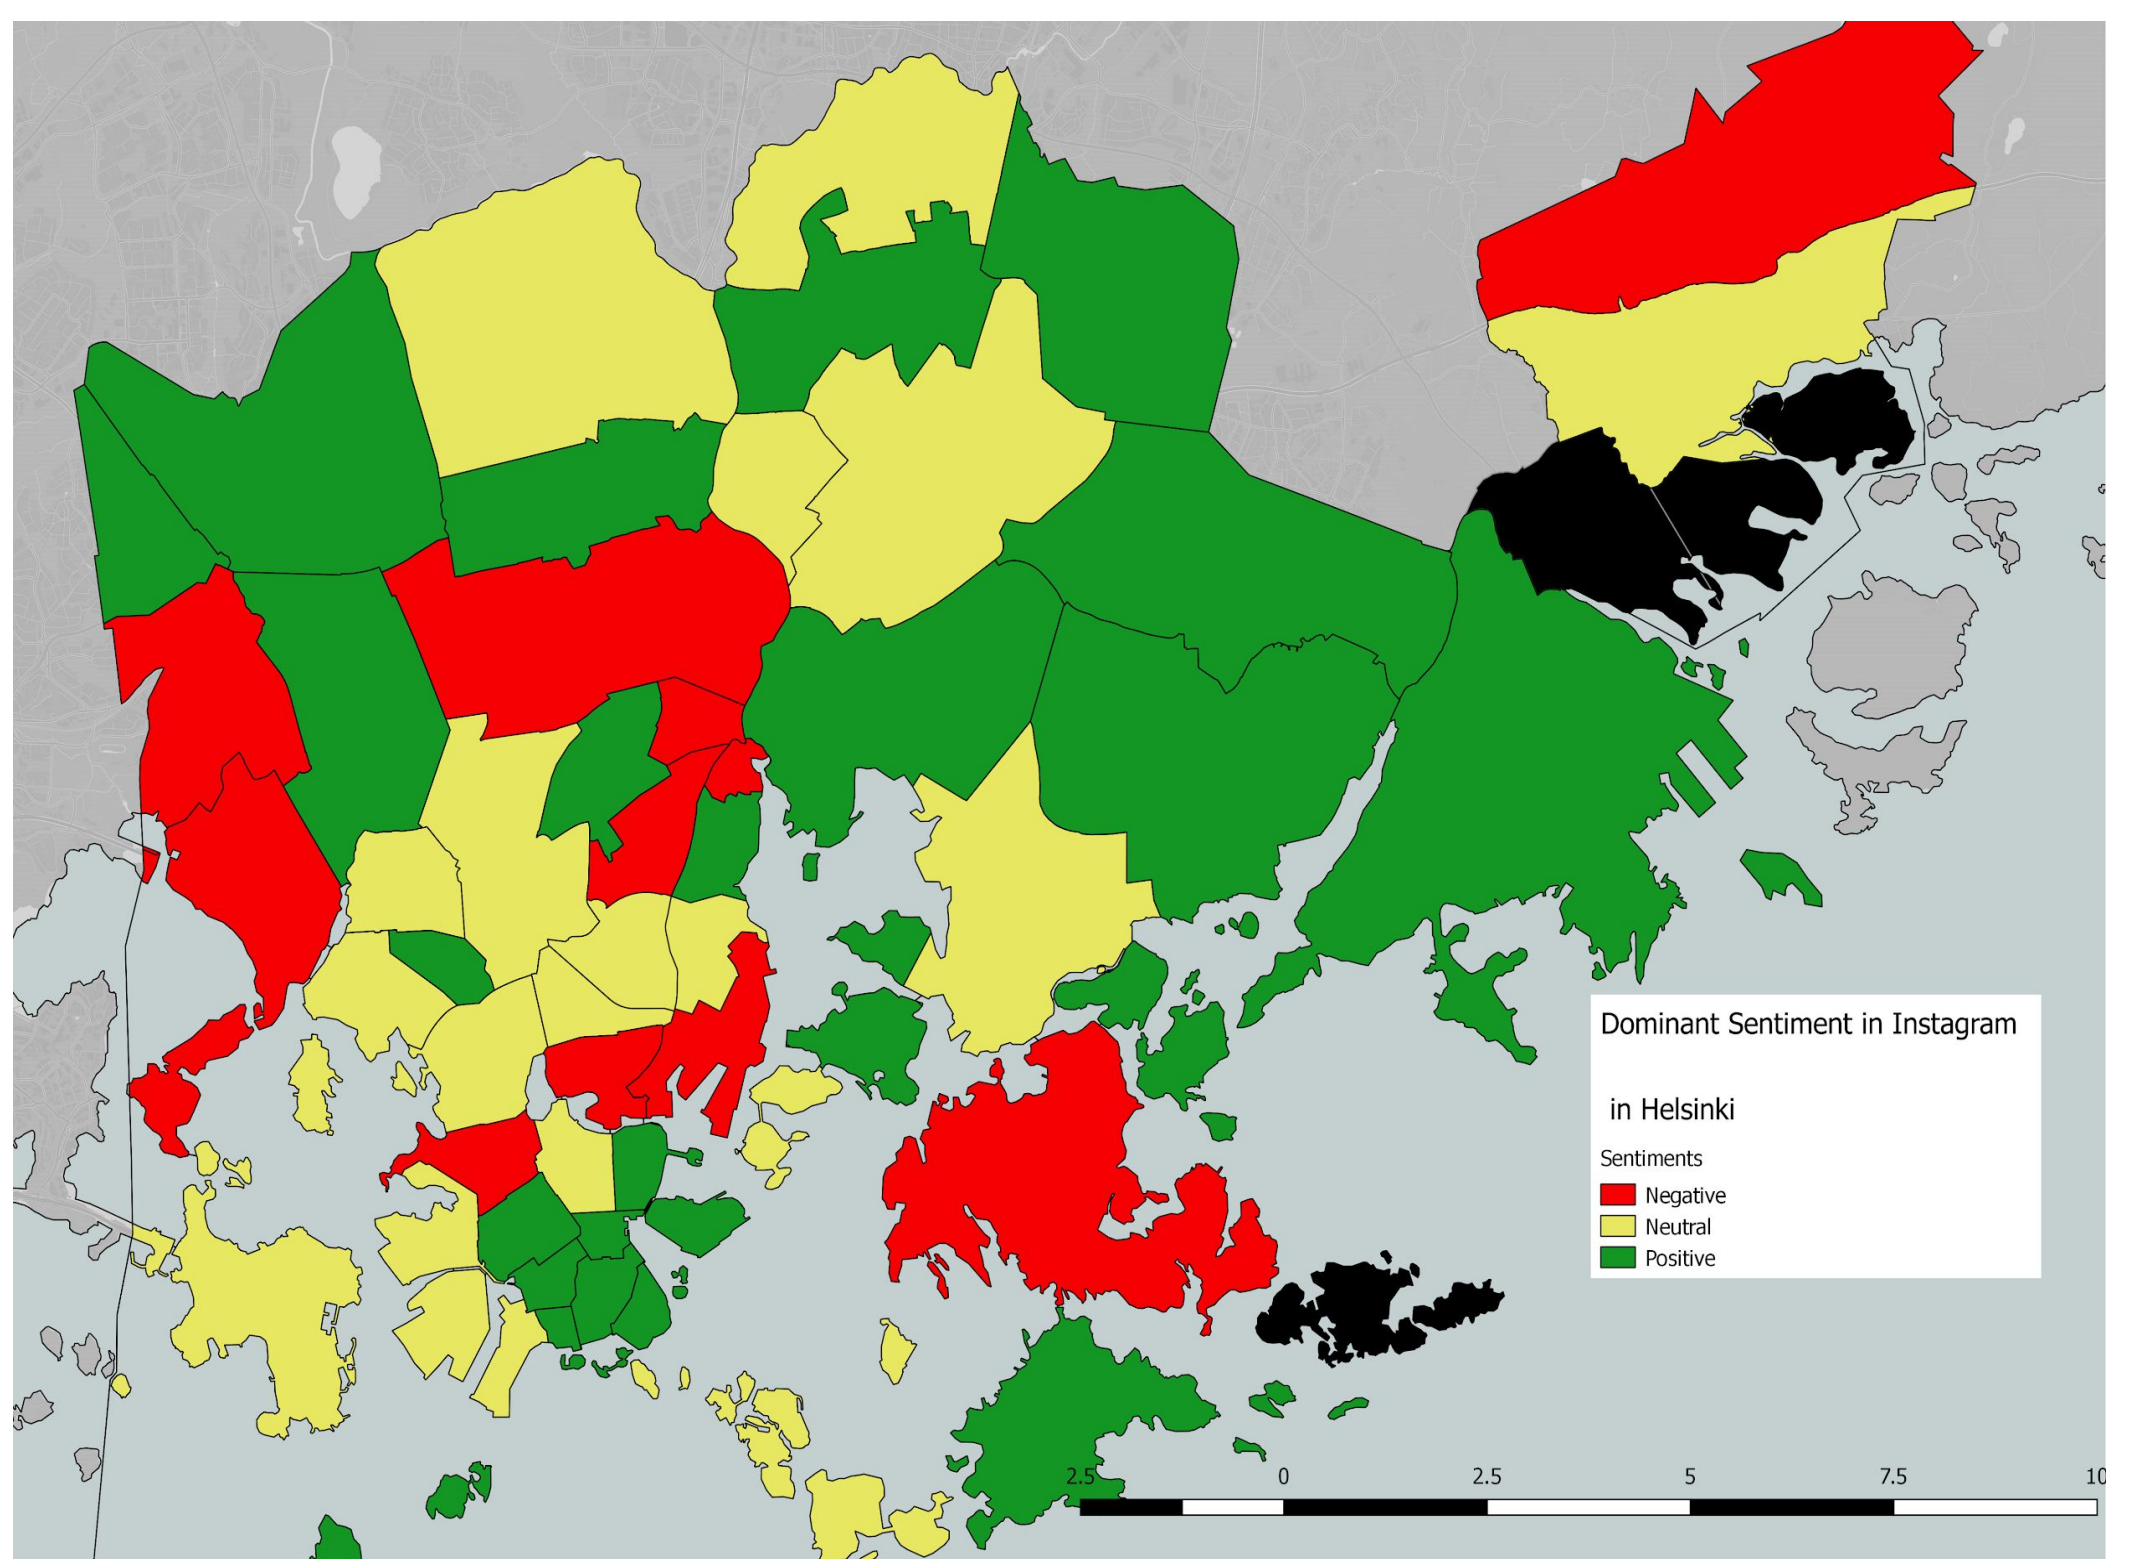 Dominant Sentiment in Instagram
in Helsinki
Sentiments
Negative
Neutral
Positive
2.5 0 2.5 5 7.5 10